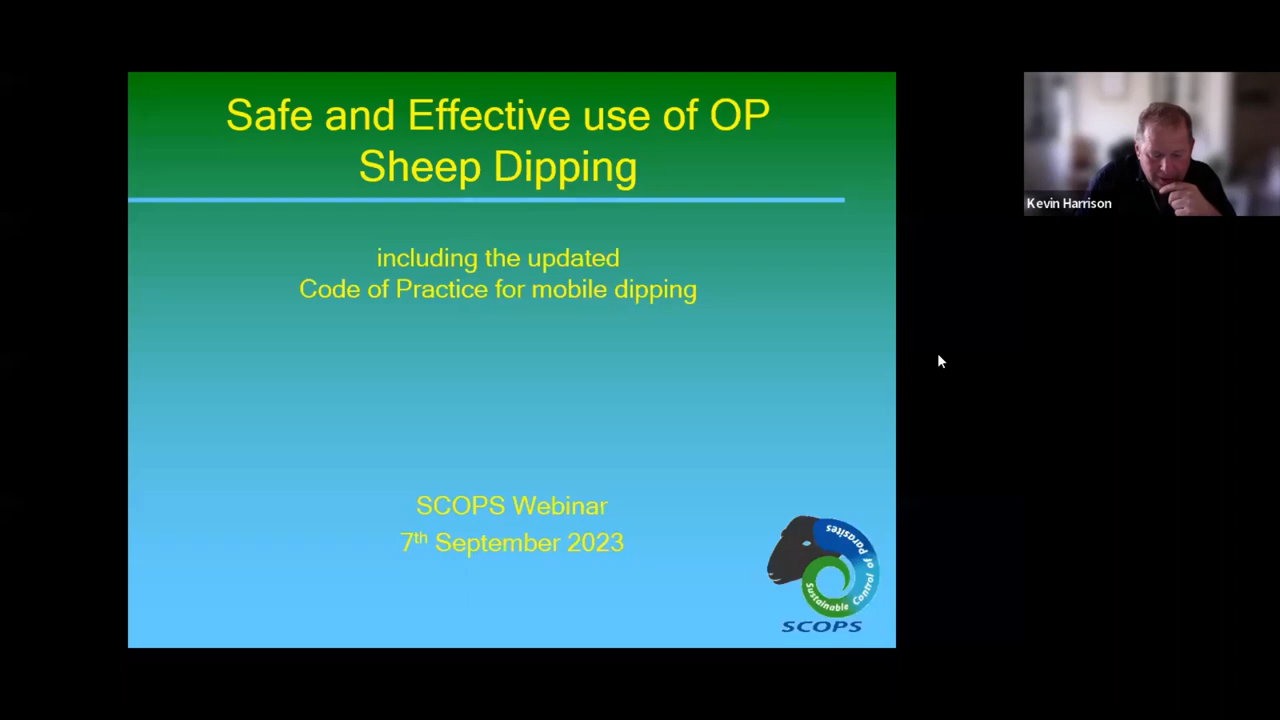 Safe and Effective use of OP
Sheep Dipping
including the updated
Code of Practice for mobile dipping
SCOPS Webinar
7th September 2023
Sustainable Control of Parasites
SCOPS
Kevin Harrison